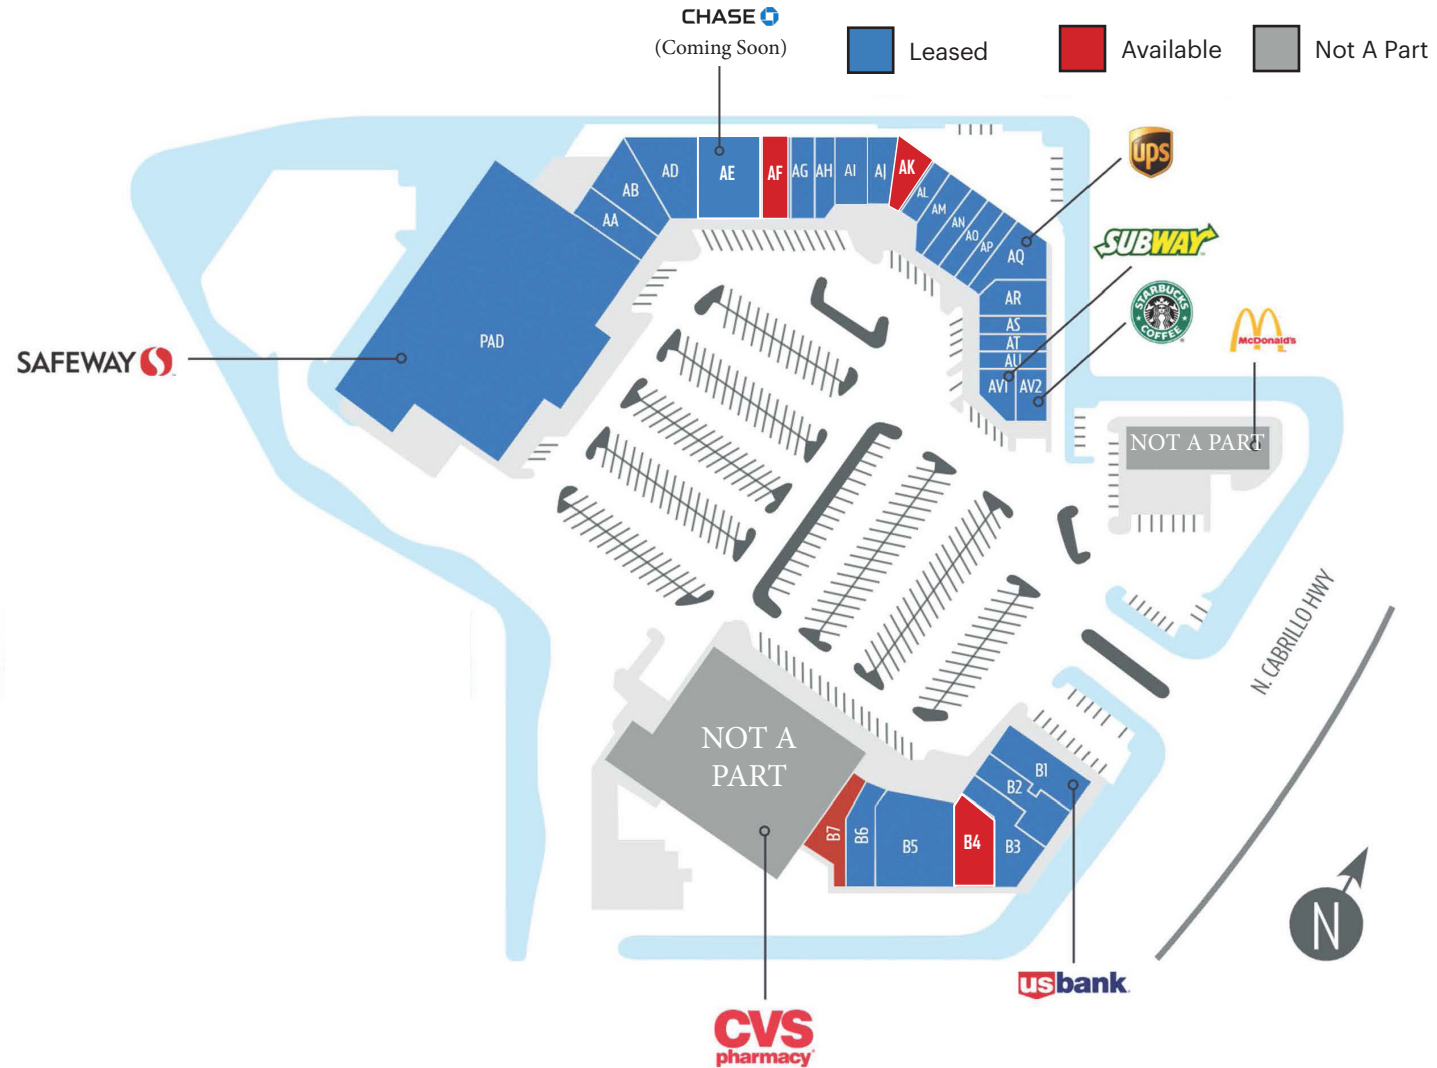 CHASE
(Coming Soon)
Leased
Available
Not A Part
ups
SUBWAY
STARBUCKS
COFFEE
McDonald's
SAFEWAY
PAD
AA
AB
AD
AE
AF
AG
AH
AI
AJ
AK
AL
AM
AN
AO
AP
AQ
AR
AS
AT
AU
AV1
AV2
NOT A PART
N. CABRILLO HWY
NOT A
PART
B7
B6
B5
B4
B3
B2
B1
N
usbank
CVS
pharmacy